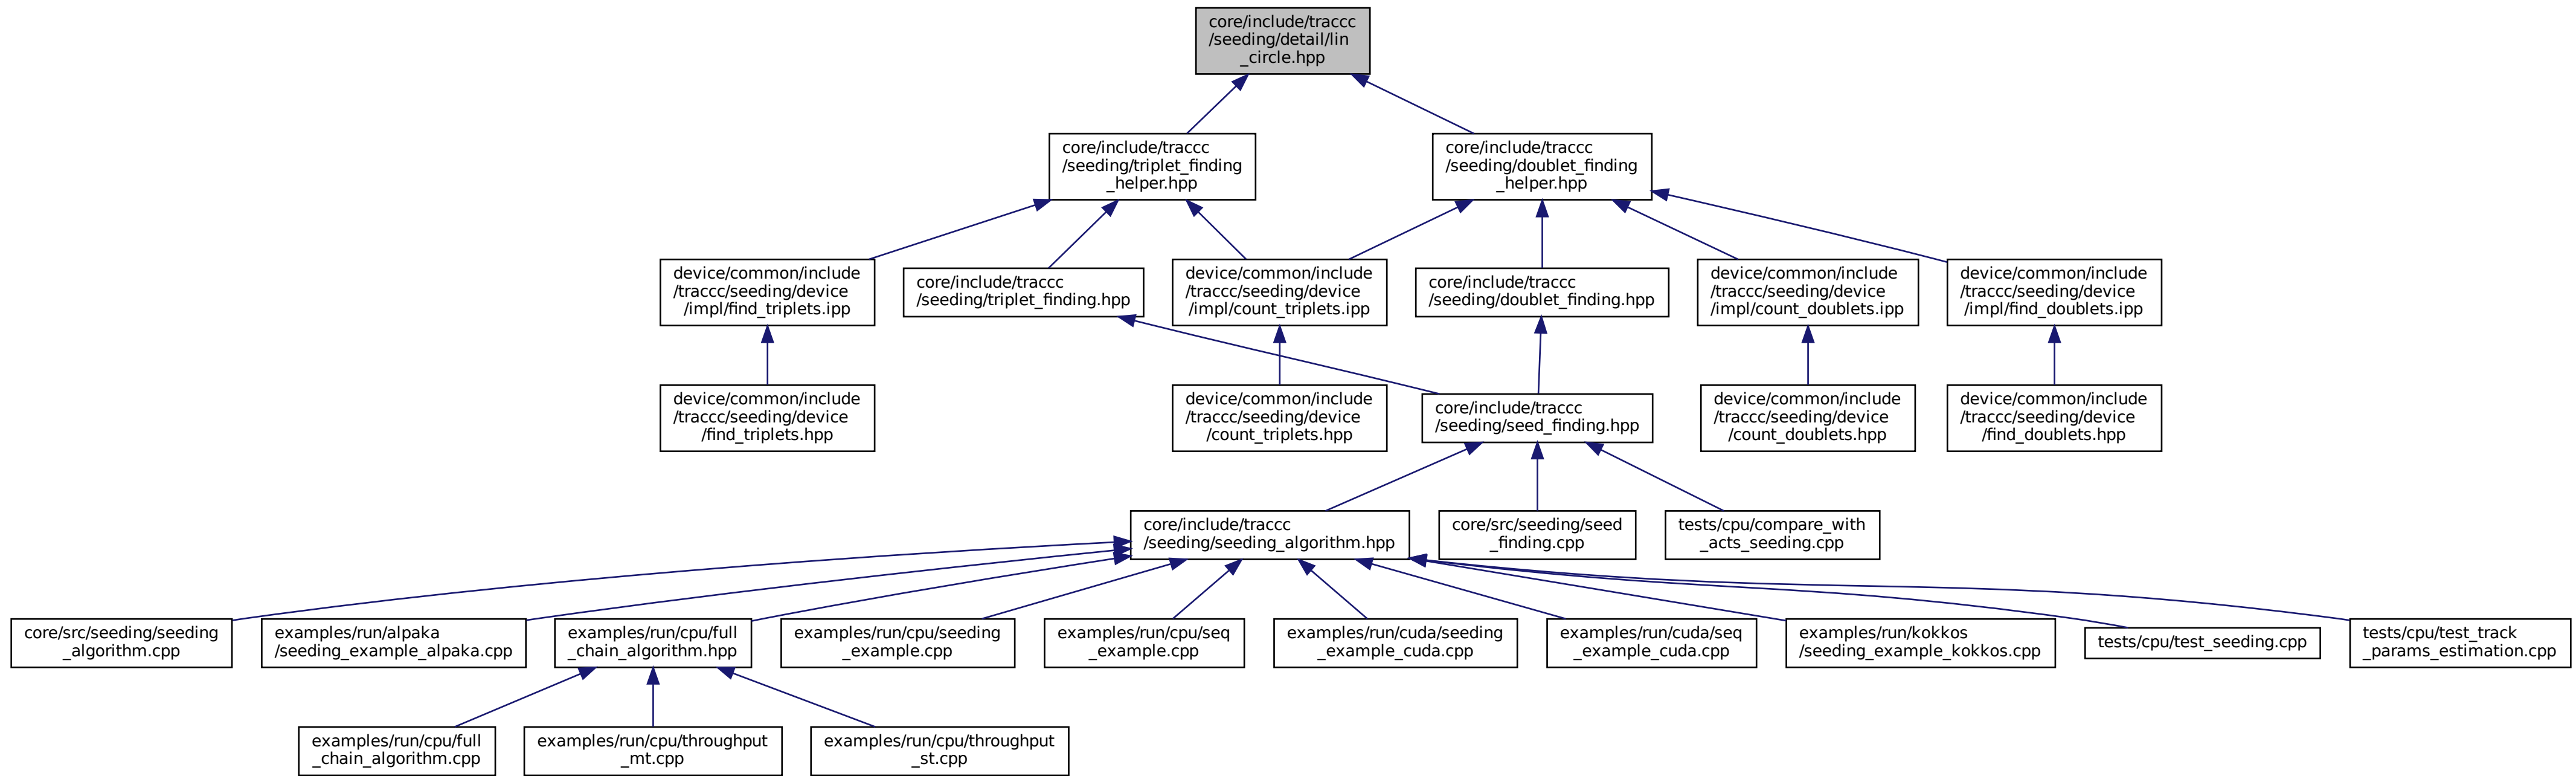 core/include/traccc
/seeding/detail/lin
_circle.hpp
core/include/traccc
/seeding/triplet_finding
_helper.hpp
core/include/traccc
/seeding/doublet_finding
_helper.hpp
device/common/include
/traccc/seeding/device
/impl/find_triplets.ipp
core/include/traccc
/seeding/triplet_finding.hpp
device/common/include
/traccc/seeding/device
/impl/count_triplets.ipp
core/include/traccc
/seeding/doublet_finding.hpp
device/common/include
/traccc/seeding/device
/impl/count_doublets.ipp
device/common/include
/traccc/seeding/device
/impl/find_doublets.ipp
device/common/include
/traccc/seeding/device
/find_triplets.hpp
device/common/include
/traccc/seeding/device
/count_triplets.hpp
core/include/traccc
/seeding/seed_finding.hpp
device/common/include
/traccc/seeding/device
/count_doublets.hpp
device/common/include
/traccc/seeding/device
/find_doublets.hpp
core/include/traccc
/seeding/seeding_algorithm.hpp
core/src/seeding/seed
_finding.cpp
tests/cpu/compare_with
_acts_seeding.cpp
core/src/seeding/seeding
_algorithm.cpp
examples/run/alpaka
/seeding_example_alpaka.cpp
examples/run/cpu/full
_chain_algorithm.hpp
examples/run/cpu/seeding
_example.cpp
examples/run/cpu/seq
_example.cpp
examples/run/cuda/seeding
_example_cuda.cpp
examples/run/cuda/seq
_example_cuda.cpp
examples/run/kokkos
/seeding_example_kokkos.cpp
tests/cpu/test_seeding.cpp
tests/cpu/test_track
_params_estimation.cpp
examples/run/cpu/full
_chain_algorithm.cpp
examples/run/cpu/throughput
_mt.cpp
examples/run/cpu/throughput
_st.cpp